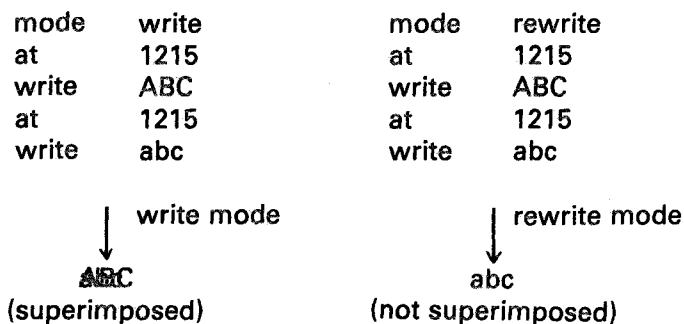 mode write
at 1215
write ABC
at 1215
write abc
write mode
(superimposed)
mode rewrite
at 1215
write ABC
at 1215
write abc
rewrite mode
abc
(not superimposed)